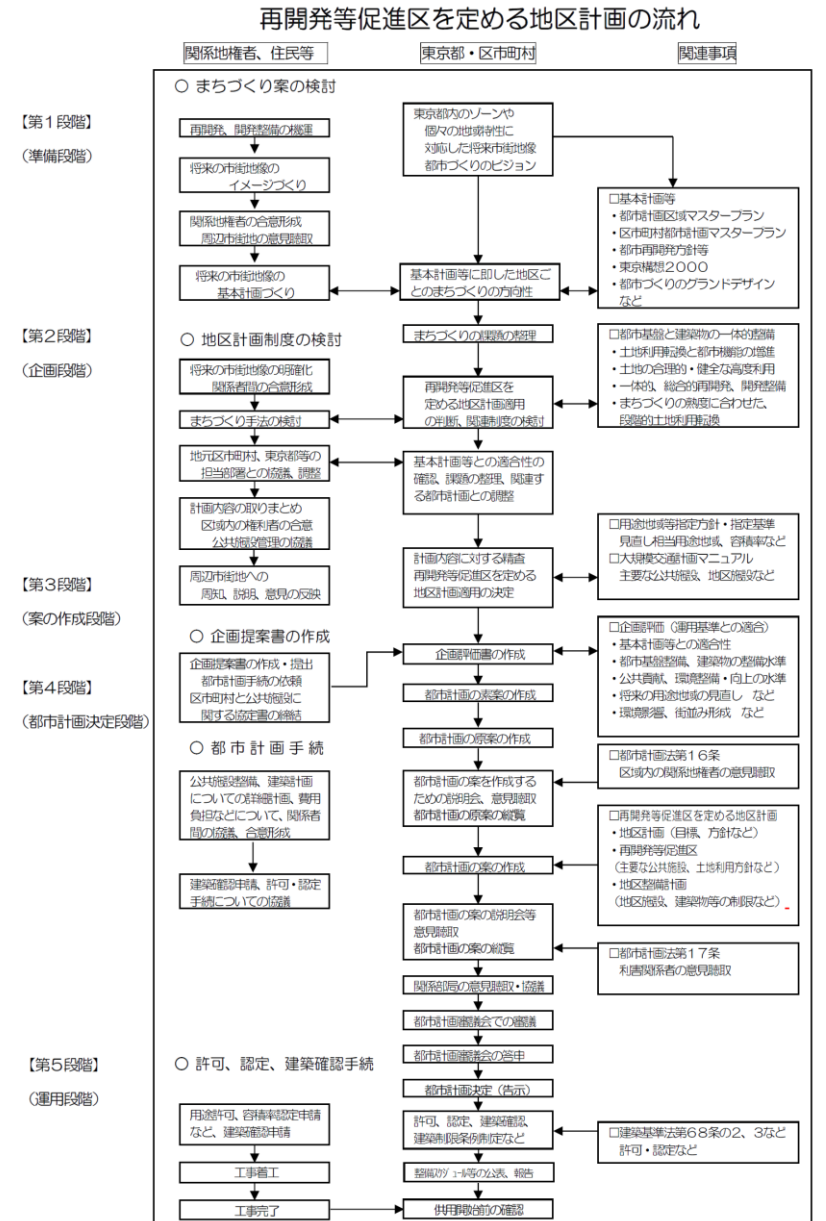 再開発等促進区を定める地区計画の流れ
関係地権者、住民等
東京都・区市町村
関連事項
【第1段階】
(準備段階)
○ まちづくり案の検討
再開発、開発整備の機運
将来の市街地像の
イメージづくり
関係地権者の合意形成
周辺市街地の意見聴取
将来の市街地像の
基本計画づくり
東京都内のゾーンや
個々の地域特性に
対応した将来市街地像
都市づくりのビジョン
基本計画等に即した地区ご
とのまちづくりの方向性
□基本計画等
・都市計画区域マスタープラン
・区市町村都市計画マスタープラン
・都市再開発方針等
・東京構想2000
・都市づくりのグランドデザイン
など
【第2段階】
(企画段階)
○ 地区計画制度の検討
将来の市街地像の明確化
関係者間の合意形成
まちづくり手法の検討
地元区市町村、東京都等の
担当部署との協議、調整
計画内容の取りまとめ
区域内の権利者の合意
公共施設管理の協議
周辺市街地への
周知、説明、意見の反映
まちづくりの課題の整理
再開発等促進区を
定める地区計画適用
の判断、関連制度の検討
基本計画等との適合性の
確認、課題の整理、関連す
る都市計画との調整
計画内容に対する精査
再開発等促進区を定める
地区計画適用の決定
□都市基盤と建築物の一体的整備
・土地利用転換と都市機能の増進
・土地の合理的・健全な高度利用
・一体的、総合的再開発、開発整備
・まちづくりの熟度に合わせた、
段階的土地利用転換
□用途地域等指定方針・指定基準
見直し相当用途地域、容積率など
□大規模交通計画マニュアル
主要な公共施設、地区施設など
【第3段階】
(案の作成段階)
○ 企画提案書の作成
企画提案書の作成・提出
都市計画手続の依頼
区市町村と公共施設に
関する協定書の締結
企画評価書の作成
都市計画の素案の作成
□企画評価(運用基準との適合)
・基本計画等との適合性
・都市基盤整備、建築物の整備水準
・公共貢献、環境整備・向上の水準
・将来の用途地域の見直し など
・環境影響、街並み形成 など
【第4段階】
(都市計画決定段階)
○ 都市計画手続
公共施設整備、建築計画
についての詳細計画、費用
負担などについて、関係者
間の協議、合意形成
建築確認申請、許可・認定
手続についての協議
都市計画の原案の作成
都市計画の案を作成する
ための説明会、意見聴取
都市計画の原案の縦覧
都市計画の案の作成
都市計画の案の説明会等
意見聴取
都市計画の案の縦覧
関係部局の意見聴取・協議
都市計画審議会での審議
都市計画審議会の答申
都市計画決定(告示)
□都市計画法第16条
区域内の関係地権者の意見聴取
□再開発等促進区を定める地区計画
・地区計画(目標、方針など)
・再開発等促進区
(主要な公共施設、土地利用方針など)
・地区整備計画
(地区施設、建築物等の制限など)
□都市計画法第17条
利害関係者の意見聴取
【第5段階】
(運用段階)
○ 許可、認定、建築確認手続
用途許可、容積率認定申請
など、建築確認申請
工事着工
工事完了
許可、認定、建築確認、
建築制限条例制定など
整備スケジュール等の公表、報告
供用開始前の確認
□建築基準法第68条の2、3など
許可・認定など